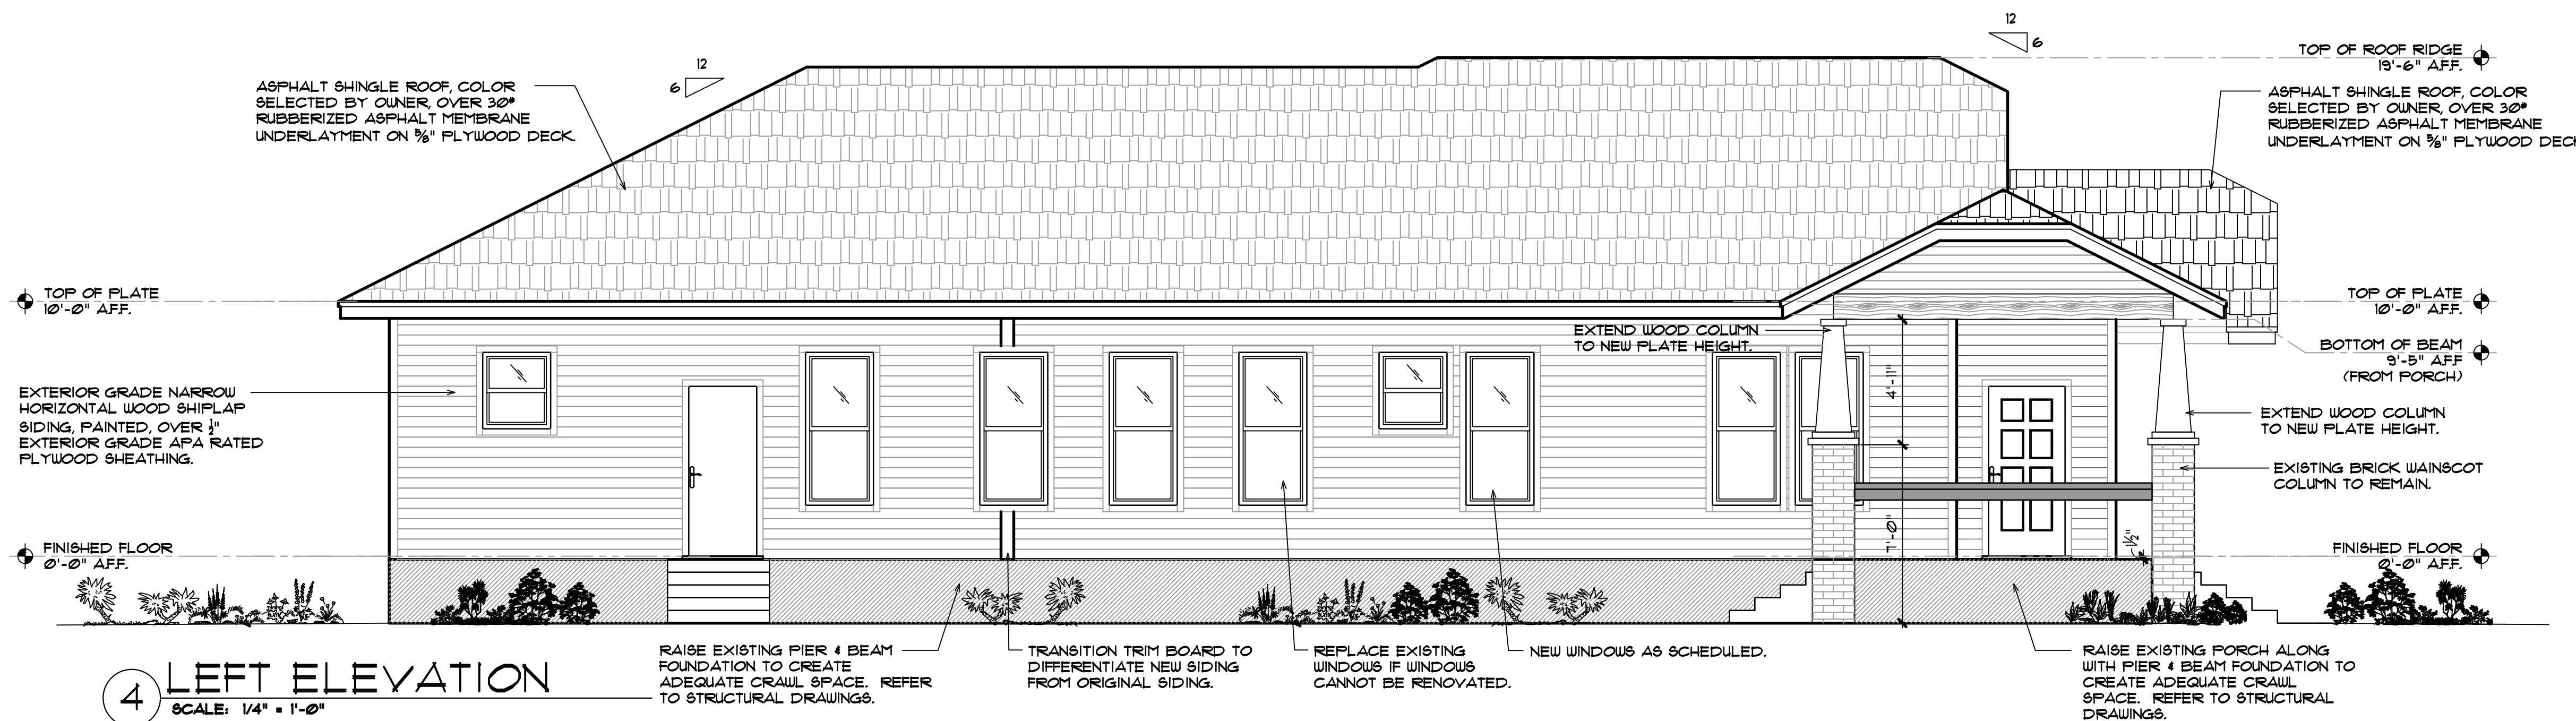 12
6
12
6
TOP OF ROOF RIDGE
19'-6" A.F.F.
ASPHALT SHINGLE ROOF, COLOR
SELECTED BY OWNER, OVER 30#
RUBBERIZED ASPHALT MEMBRANE
UNDERLAYMENT ON 5/8" PLYWOOD DECK.
ASPHALT SHINGLE ROOF, COLOR
SELECTED BY OWNER, OVER 30#
RUBBERIZED ASPHALT MEMBRANE
UNDERLAYMENT ON 5/8" PLYWOOD DECK
TOP OF PLATE
10'-0" A.F.F.
TOP OF PLATE
10'-0" A.F.F.
EXTEND WOOD COLUMN
TO NEW PLATE HEIGHT.
BOTTOM OF BEAM
9'-5" A.F.F
(FROM PORCH)
EXTERIOR GRADE NARROW
HORIZONTAL WOOD SHIPLAP
SIDING, PAINTED, OVER 1/2"
EXTERIOR GRADE APA RATED
PLYWOOD SHEATHING.
4'-11"
EXTEND WOOD COLUMN
TO NEW PLATE HEIGHT.
EXISTING BRICK WAINSCOT
COLUMN TO REMAIN.
7'-0"
1 1/2"
FINISHED FLOOR
0'-0" A.F.F.
FINISHED FLOOR
0'-0" A.F.F.
RAISE EXISTING PIER & BEAM
FOUNDATION TO CREATE
ADEQUATE CRAWL SPACE. REFER
TO STRUCTURAL DRAWINGS.
TRANSITION TRIM BOARD TO
DIFFERENTIATE NEW SIDING
FROM ORIGINAL SIDING.
REPLACE EXISTING
WINDOWS IF WINDOWS
CANNOT BE RENOVATED.
NEW WINDOWS AS SCHEDULED.
RAISE EXISTING PORCH ALONG
WITH PIER & BEAM FOUNDATION TO
CREATE ADEQUATE CRAWL
SPACE. REFER TO STRUCTURAL
DRAWINGS.
4 LEFT ELEVATION
SCALE: 1/4" = 1'-0"